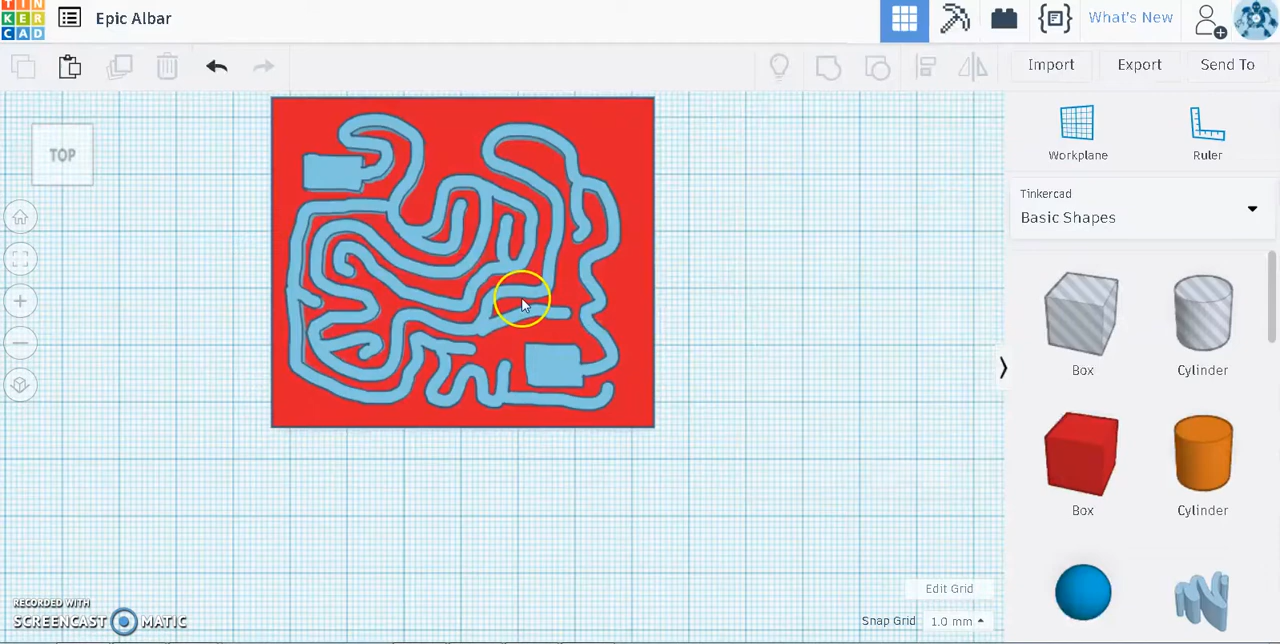 TIN
KER
CAD
Epic Albar
What's New
Import
Export
Send To
TOP
Workplane
Ruler
Tinkercad
Basic Shapes
Box
Cylinder
Box
Cylinder
Edit Grid
Snap Grid
1.0 mm
RECORDED WITH
SCREENCAST MATIC